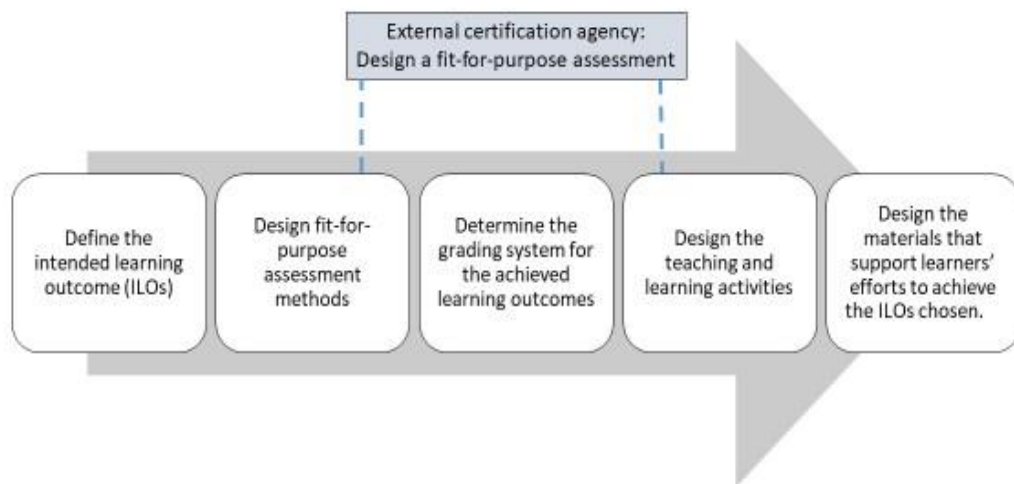 External certification agency:
Design a fit-for-purpose assessment
Define the
intended learning
outcome (ILOs)
Design fit-for-
purpose
assessment
methods
Determine the
grading system for
the achieved
learning outcomes
Design the
teaching and
learning activities
Design the
materials that
support learners’
efforts to achieve
the ILOs chosen.